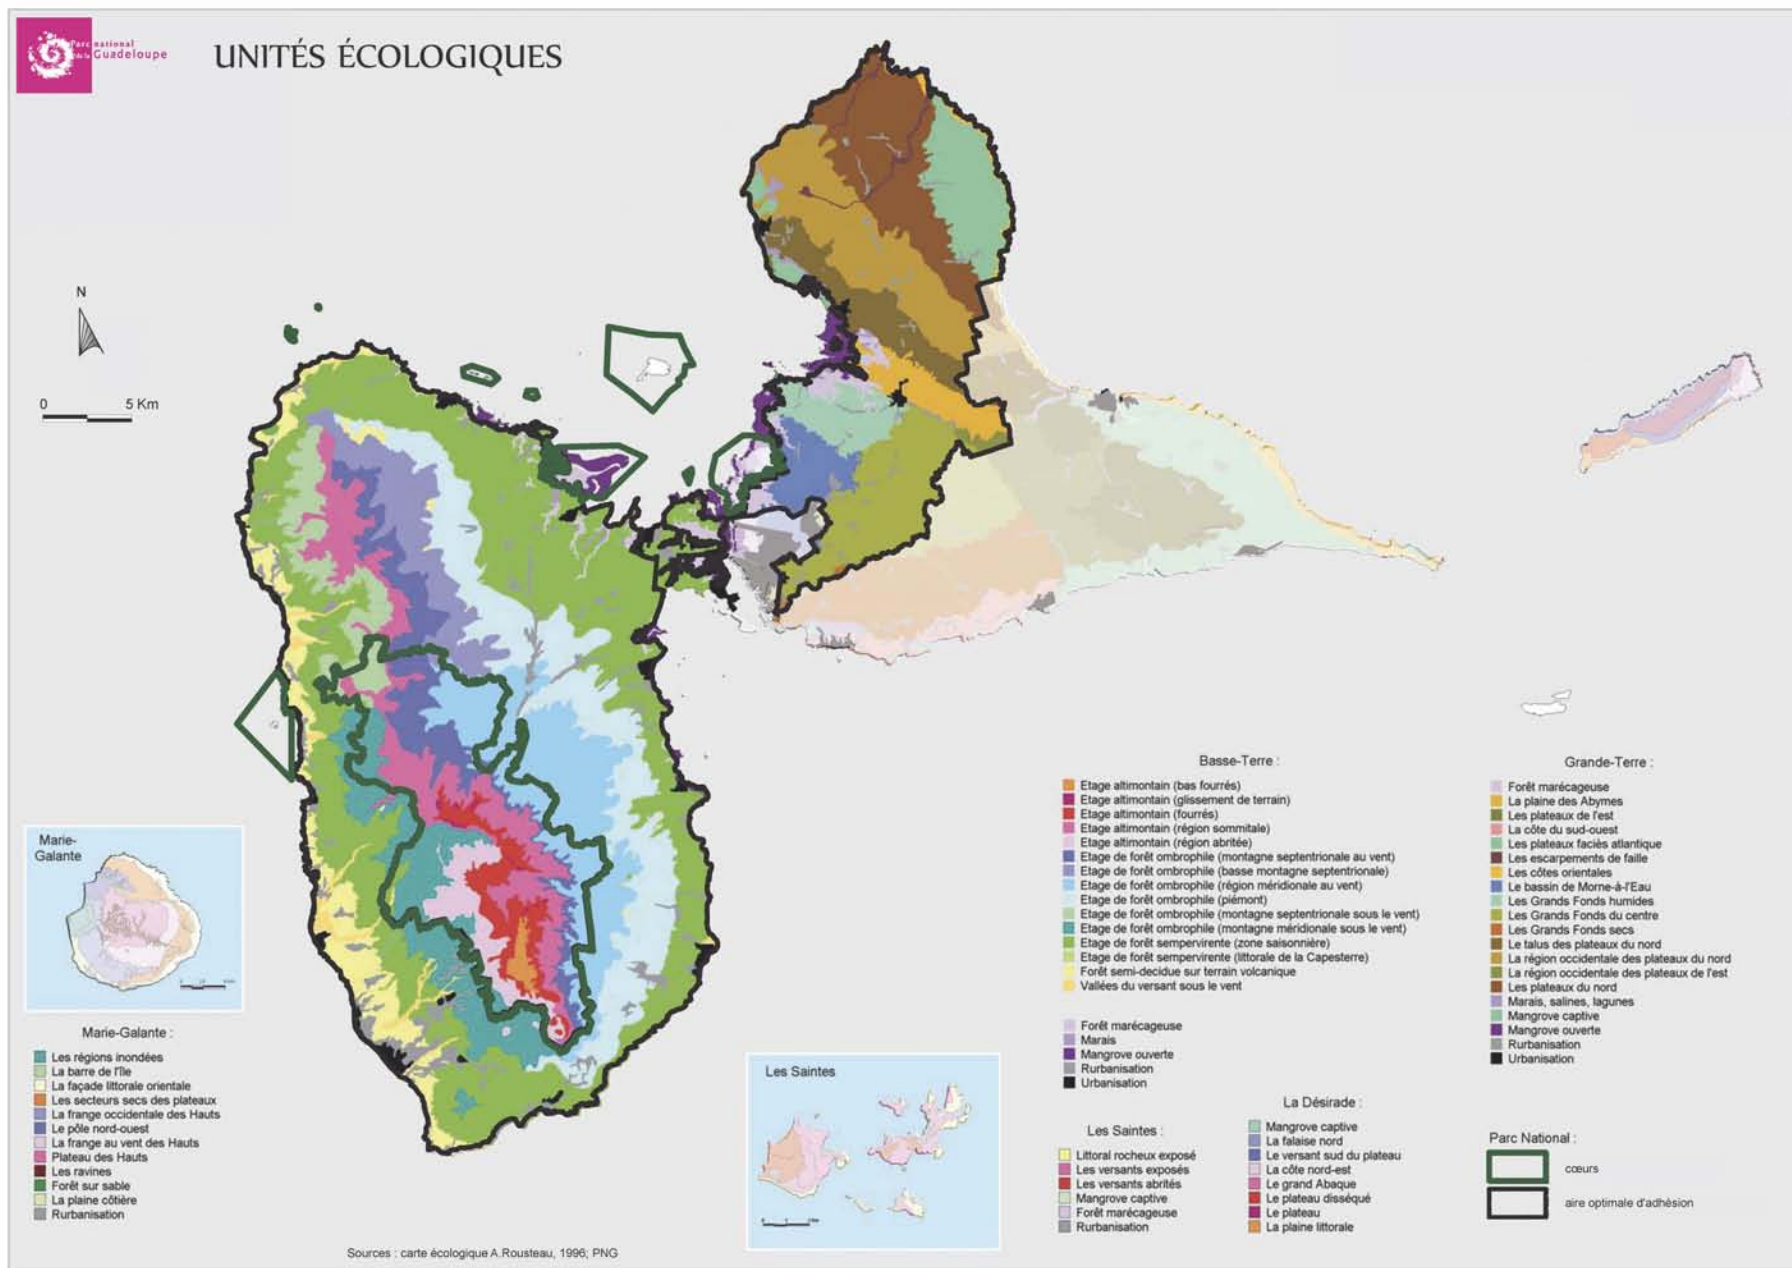 Parc national
de la Guadeloupe
UNITÉS ÉCOLOGIQUES
N
0 5 Km
Marie-
Galante
Marie-Galante :
Les régions inondées
La barre de l'île
La façade littorale orientale
Les secteurs secs des plateaux
La frange occidentale des Hauts
Le pôle nord-ouest
La frange au vent des Hauts
Plateau des Hauts
Les ravines
Forêt sur sable
La plaine côtière
Rurbanisation
Sources : carte écologique A.Rousteau, 1996; PNG
Les Saintes
Basse-Terre :
Etage altimontain (bas fourrés)
Etage altimontain (glissement de terrain)
Etage altimontain (fourrés)
Etage altimontain (région sommitale)
Etage altimontain (région abritée)
Etage de forêt ombrophile (montagne septentrionale au vent)
Etage de forêt ombrophile (basse montagne septentrionale)
Etage de forêt ombrophile (région méridionale au vent)
Etage de forêt ombrophile (piémont)
Etage de forêt ombrophile (montagne septentrionale sous le vent)
Etage de forêt ombrophile (montagne méridionale sous le vent)
Etage de forêt sempervirente (zone saisonnière)
Etage de forêt sempervirente (littorale de la Capesterre)
Forêt semi-decidue sur terrain volcanique
Vallées du versant sous le vent
Forêt marécageuse
Marais
Mangrove ouverte
Rurbanisation
Urbanisation
Les Saintes :
Littoral rocheux exposé
Les versants exposés
Les versants abrités
Mangrove captive
Forêt marécageuse
Rurbanisation
La Désirade :
Mangrove captive
La falaise nord
Le versant sud du plateau
La côte nord-est
Le grand Abaque
Le plateau disséqué
Le plateau
La plaine littorale
Grande-Terre :
Forêt marécageuse
La plaine des Abymes
Les plateaux de l'est
La côte du sud-ouest
Les plateaux faciès atlantique
Les escarpements de faille
Les côtes orientales
Le bassin de Morne-à-l'Eau
Les Grands Fonds humides
Les Grands Fonds du centre
Les Grands Fonds secs
Le talus des plateaux du nord
La région occidentale des plateaux du nord
La région occidentale des plateaux de l'est
Les plateaux du nord
Marais, salines, lagunes
Mangrove captive
Mangrove ouverte
Rurbanisation
Urbanisation
Parc National :
cœurs
aire optimale d'adhèsion